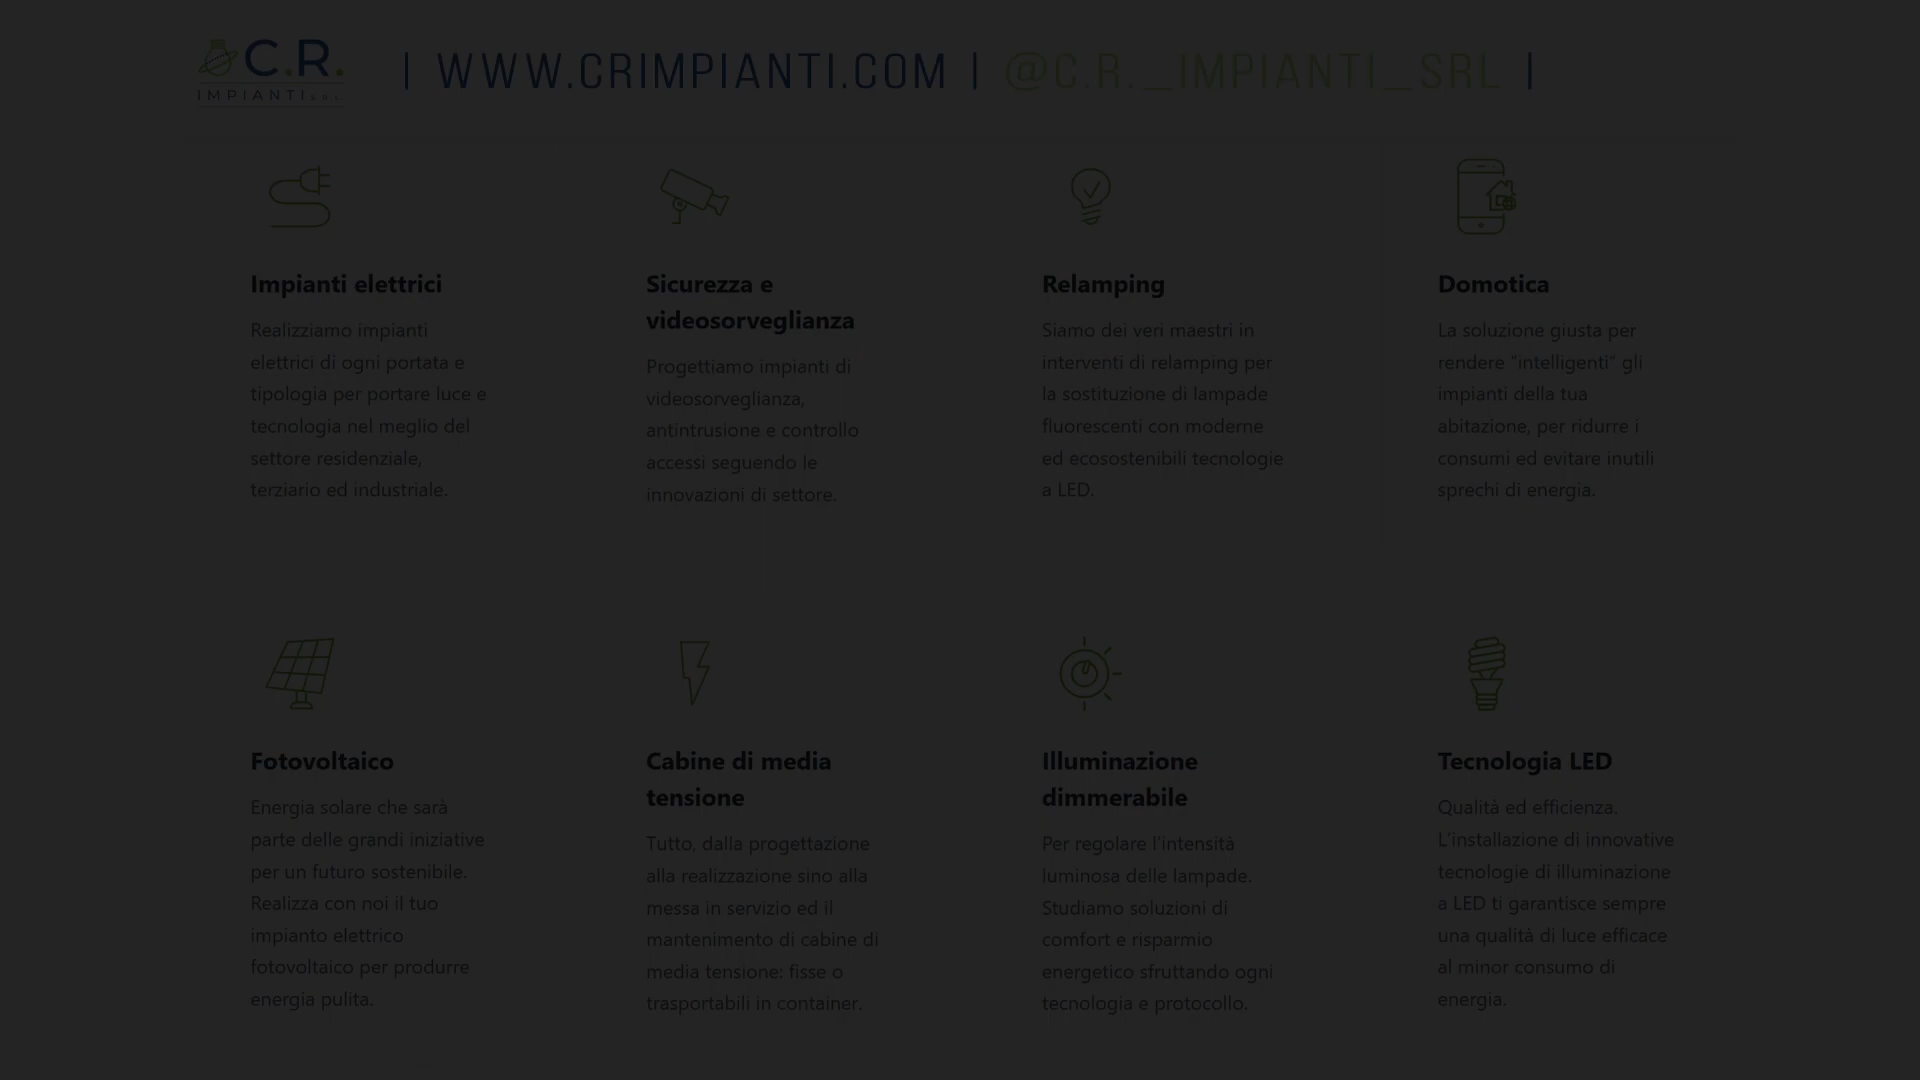 C.R.
IMPIANTI S.R.L.
| WWW.CRIMPIANTI.COM | @C.R._IMPIANTI_SRL |
Impianti elettrici
Realizziamo impianti
elettrici di ogni portata e
tipologia per portare luce e
tecnologia nel meglio del
settore residenziale,
terziario ed industriale.
Sicurezza e
videosorveglianza
Progettiamo impianti di
videosorveglianza,
antintrusione e controllo
accessi seguendo le
innovazioni di settore.
Relamping
Siamo dei veri maestri in
interventi di relamping per
la sostituzione di lampade
fluorescenti con moderne
ed ecosostenibili tecnologie
a LED.
Domotica
La soluzione giusta per
rendere "intelligenti" gli
impianti della tua
abitazione, per ridurre i
consumi ed evitare inutili
sprechi di energia.
Fotovoltaico
Energia solare che sarà
parte delle grandi iniziative
per un futuro sostenibile.
Realizza con noi il tuo
impianto elettrico
fotovoltaico per produrre
energia pulita.
Cabine di media
tensione
Tutto, dalla progettazione
alla realizzazione sino alla
messa in servizio ed il
mantenimento di cabine di
media tensione: fisse o
trasportabili in container.
Illuminazione
dimmerabile
Per regolare l'intensità
luminosa delle lampade.
Studiamo soluzioni di
comfort e risparmio
energetico sfruttando ogni
tecnologia e protocollo.
Tecnologia LED
Qualità ed efficienza.
L'installazione di innovative
tecnologie di illuminazione
a LED ti garantisce sempre
una qualità di luce efficace
al minor consumo di
energia.